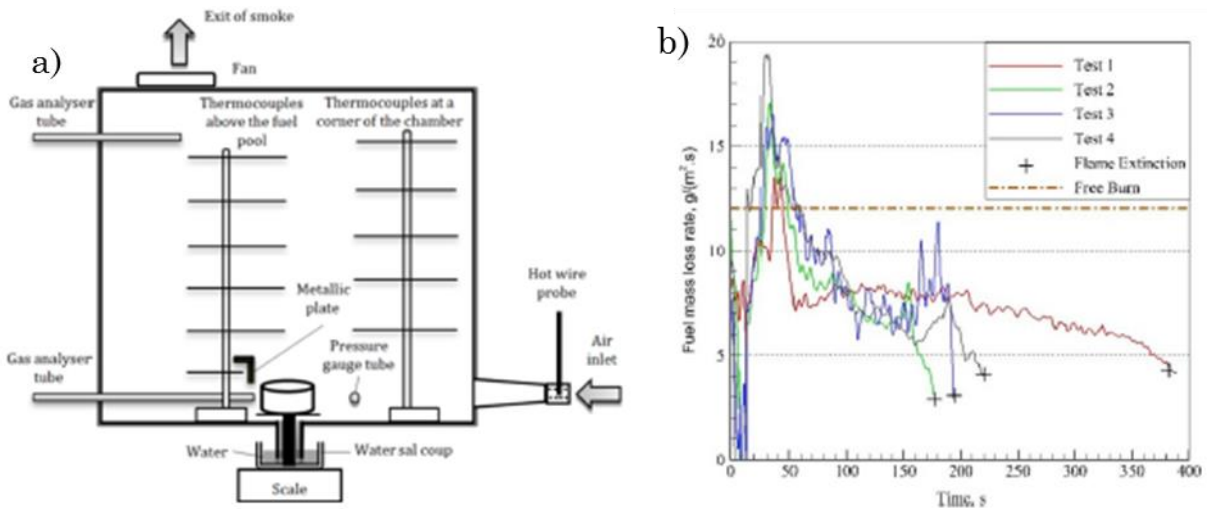 a)
Exit of smoke
Fan
Gas analyser
tube
Thermocouples
above the fuel
pool
Thermocouples at a
corner of the chamber
Hot wire
probe
Metallic
plate
Air
inlet
Pressure
gauge tube
Gas analyser
tube
Water
Water sal coup
Scale
b)
Fuel mass loss rate, g/(m².s)
20
15
10
5
0
Test 1
Test 2
Test 3
Test 4
Flame Extinction
Free Burn
0 50 100 150 200 250 300 350 400
Time, s